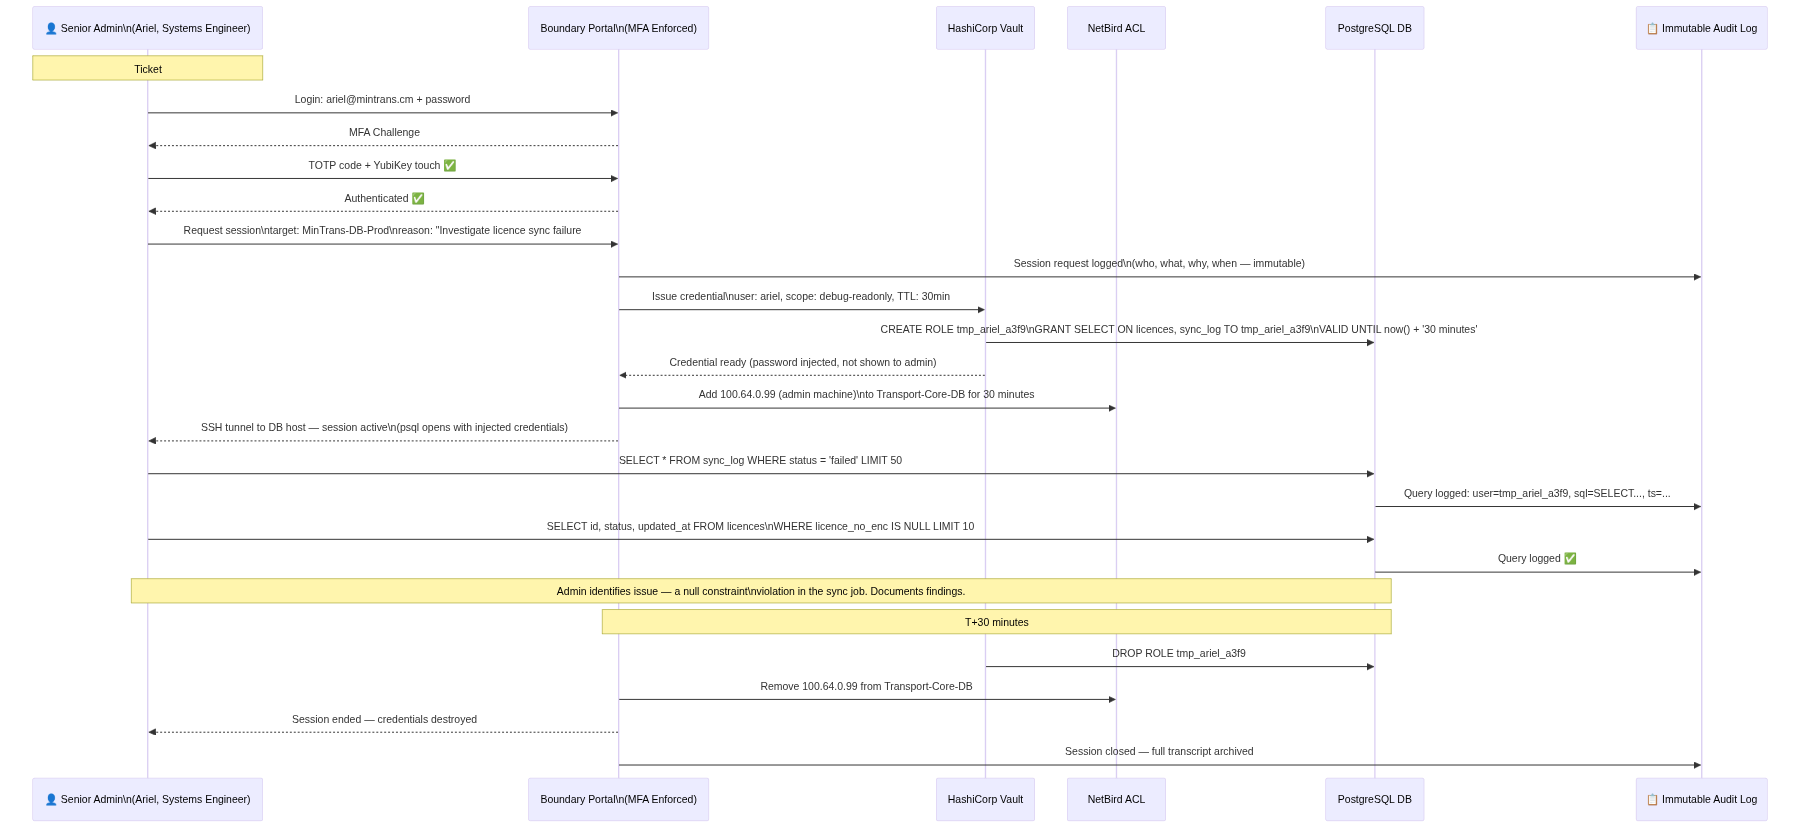 👤 Senior Admin\n(Ariel, Systems Engineer)
Boundary Portal\n(MFA Enforced)
HashiCorp Vault
NetBird ACL
PostgreSQL DB
📋 Immutable Audit Log
Ticket
Login: ariel@mintrans.cm + password
MFA Challenge
TOTP code + YubiKey touch ✅
Authenticated ✅
Request session\ntarget: MinTrans-DB-Prod\nreason: "Investigate licence sync failure
Session request logged\n(who, what, why, when — immutable)
Issue credential\nuser: ariel, scope: debug-readonly, TTL: 30min
CREATE ROLE tmp_ariel_a3f9\nGRANT SELECT ON licences, sync_log TO tmp_ariel_a3f9\nVALID UNTIL now() + '30 minutes'
Credential ready (password injected, not shown to admin)
Add 100.64.0.99 (admin machine)\nto Transport-Core-DB for 30 minutes
SSH tunnel to DB host — session active\n(psql opens with injected credentials)
SELECT * FROM sync_log WHERE status = 'failed' LIMIT 50
Query logged: user=tmp_ariel_a3f9, sql=SELECT..., ts=...
SELECT id, status, updated_at FROM licences\nWHERE licence_no_enc IS NULL LIMIT 10
Query logged ✅
Admin identifies issue — a null constraint\nviolation in the sync job. Documents findings.
T+30 minutes
DROP ROLE tmp_ariel_a3f9
Remove 100.64.0.99 from Transport-Core-DB
Session ended — credentials destroyed
Session closed — full transcript archived
👤 Senior Admin\n(Ariel, Systems Engineer)
Boundary Portal\n(MFA Enforced)
HashiCorp Vault
NetBird ACL
PostgreSQL DB
📋 Immutable Audit Log